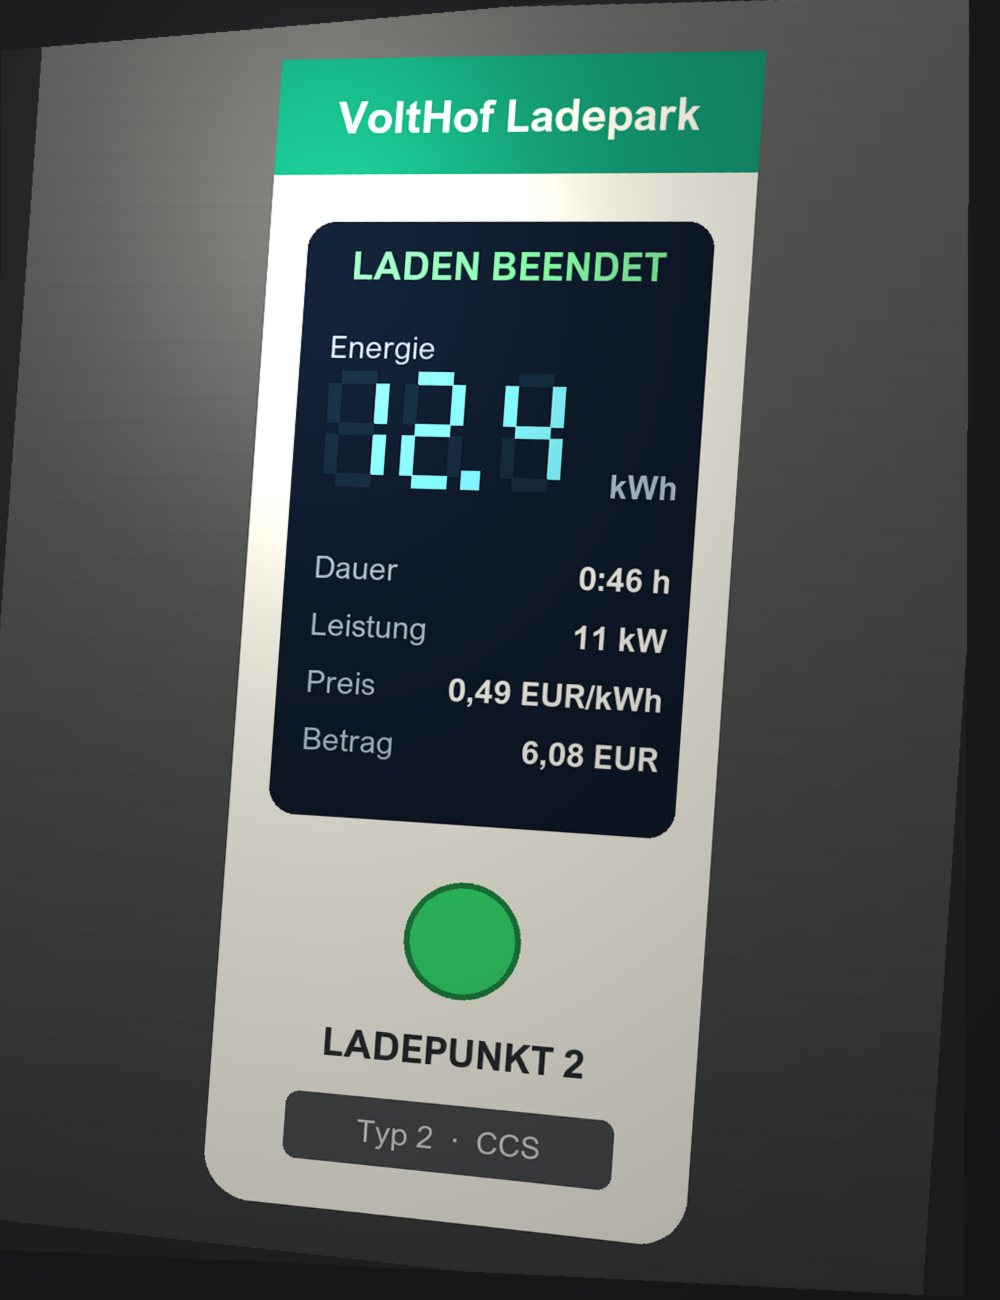 VoltHof Ladepark
LADEN BEENDET
Energie
12.4 kWh
Dauer 0:46 h
Leistung 11 kW
Preis 0,49 EUR/kWh
Betrag 6,08 EUR
LADEPUNKT 2
Typ 2 · CCS